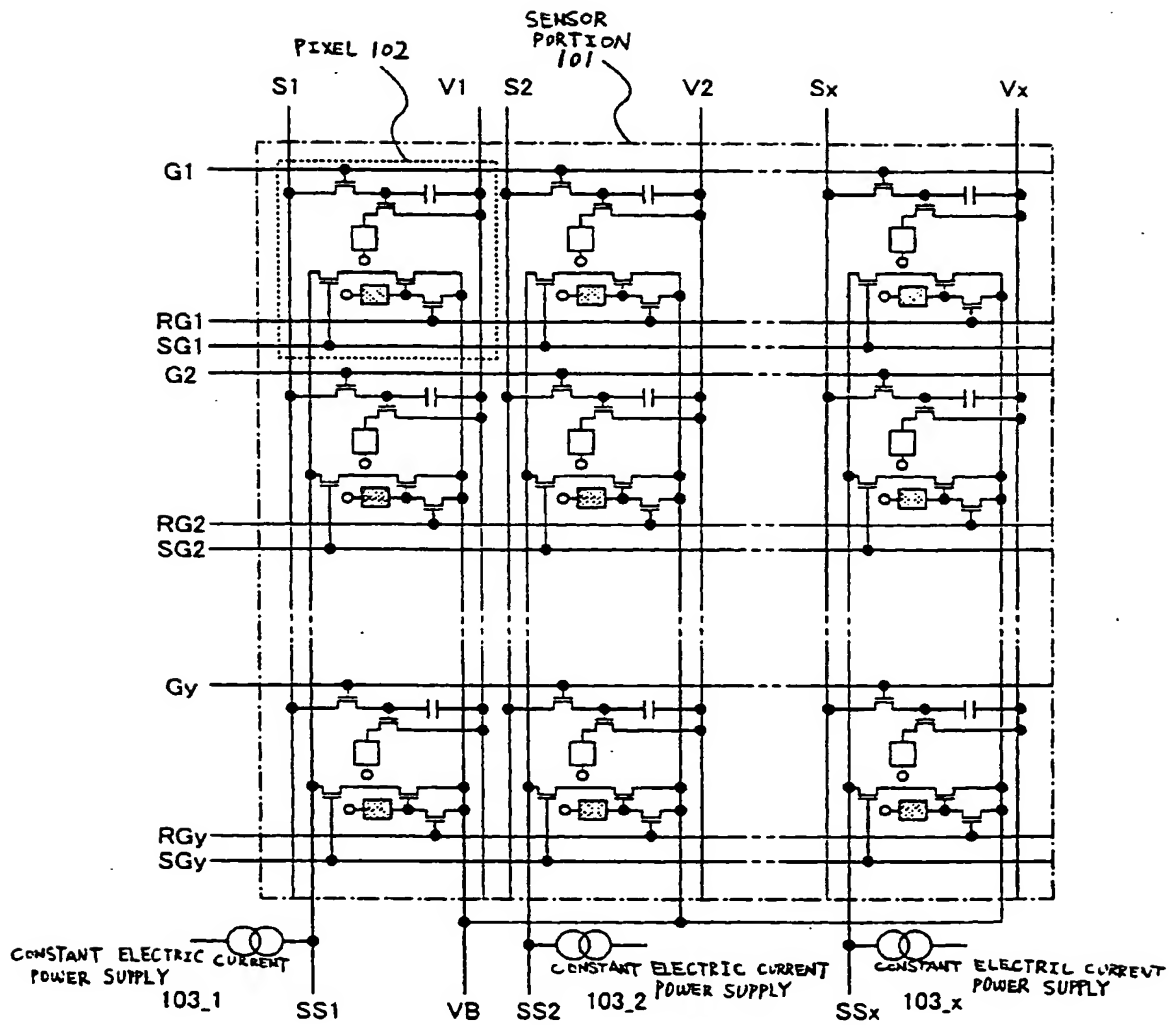 SENSOR
PORTION
101
PIXEL 102
S1 V1 S2 V2 Sx Vx
G1
RG1
SG1
G2
RG2
SG2
Gy
RGy
SGy
CONSTANT ELECTRIC CURRENT
POWER SUPPLY
103_1
CONSTANT ELECTRIC CURRENT
POWER SUPPLY
103_2
CONSTANT ELECTRIC CURRENT
POWER SUPPLY
103_x
SS1 VB SS2 SSx